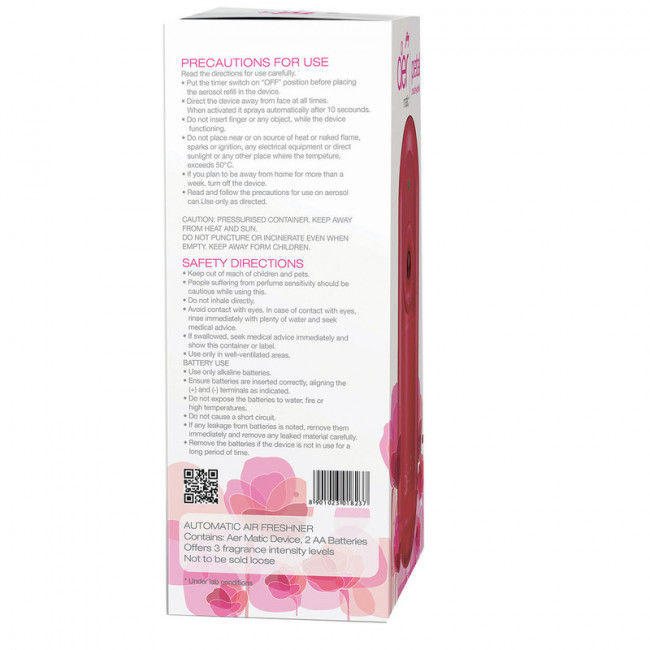 PRECAUTIONS FOR USE
Read the directions for use carefully.
• Put the timer switch on "OFF" position before placing
the aerosol refill in the device.
• Direct the device away from face at all times.
When activated it sprays automatically after 10 seconds.
• Do not insert finger or any object, while the device
functioning.
• Do not place near or on source of heat or naked flame,
sparks or ignition, any electrical equipment or direct
sunlight or any other place where the tempeture,
exceeds 50°C.
• If you plan to be away from home for more than a
week, turn off the device.
• Read and follow the precautions for use on aerosol
can.Use only as directed.
CAUTION: PRESSURISED CONTAINER. KEEP AWAY
FROM HEAT AND SUN.
DO NOT PUNCTURE OR INCINERATE EVEN WHEN
EMPTY. KEEP AWAY FORM CHILDREN.
SAFETY DIRECTIONS
• Keep out of reach of children and pets.
• People suffering from perfume sensitivity should be
cautious while using this.
• Do not inhale directly.
• Avoid contact with eyes. In case of contact with eyes,
rinse immediately with plenty of water and seek
medical advice.
• If swallowed, seek medical advice immediately and
show this container or label.
• Use only in well-ventilated areas.
BATTERY USE
• Use only alkaline batteries.
• Ensure batteries are inserted correctly, aligning the
(+) and (-) terminals as indicated.
• Do not expose the batteries to water, fire or
high temperatures.
• Do not cause a short circuit.
• If any leakage from batteries is noted, remove them
immediately and remove any leaked material carefully.
• Remove the batteries if the device is not in use for a
long period of time.
8 901023 018237
AUTOMATIC AIR FRESHNER
Contains: Aer Matic Device, 2 AA Batteries
Offers 3 fragrance intensity levels
Not to be sold loose
* Under lab conditions
aer
matic